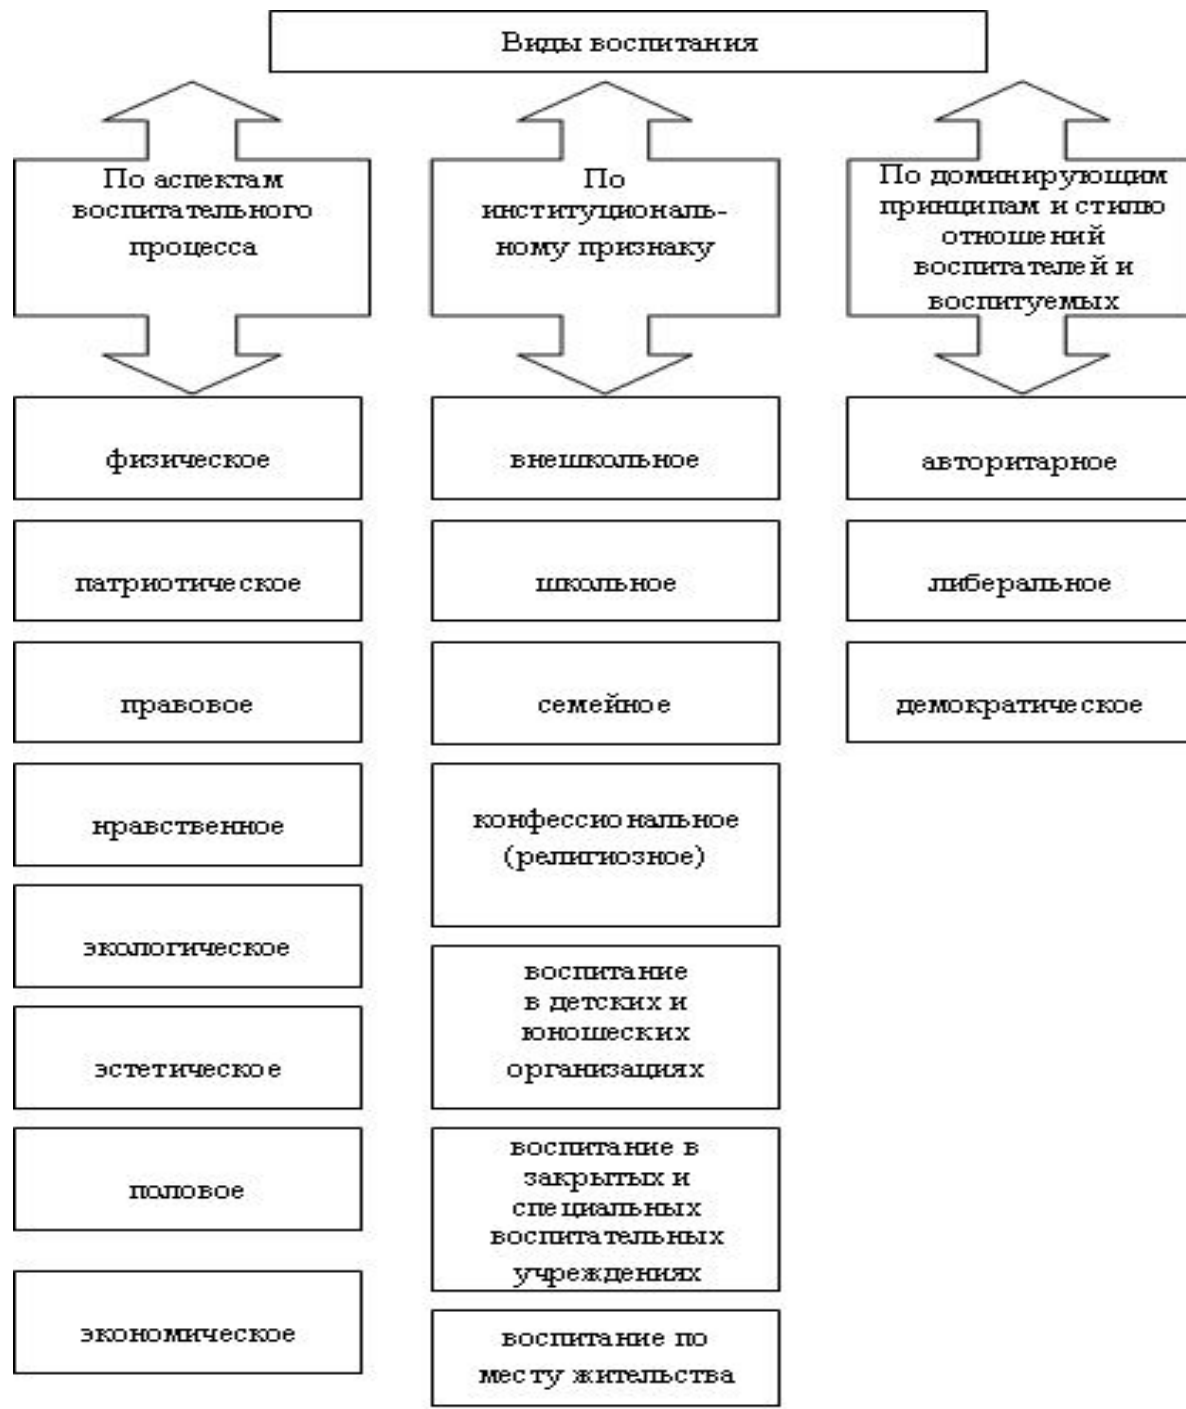 Виды воспитания
По аспектам
воспитательного
процесса
По
институциональ-
ному признаку
По доминирующим
принципам и стилю
отношений
воспитателей и
воспитуемых
физическое
патриотическое
правовое
нравственное
экологическое
эстетическое
половое
экономическое
внешкольное
школьное
семейное
конфессиональное
(религиозное)
воспитание
в детских и
юношеских
организациях
воспитание в
закрытых и
специальных
воспитательных
учреждениях
воспитание по
месту жительства
авторитарное
либеральное
демократическое